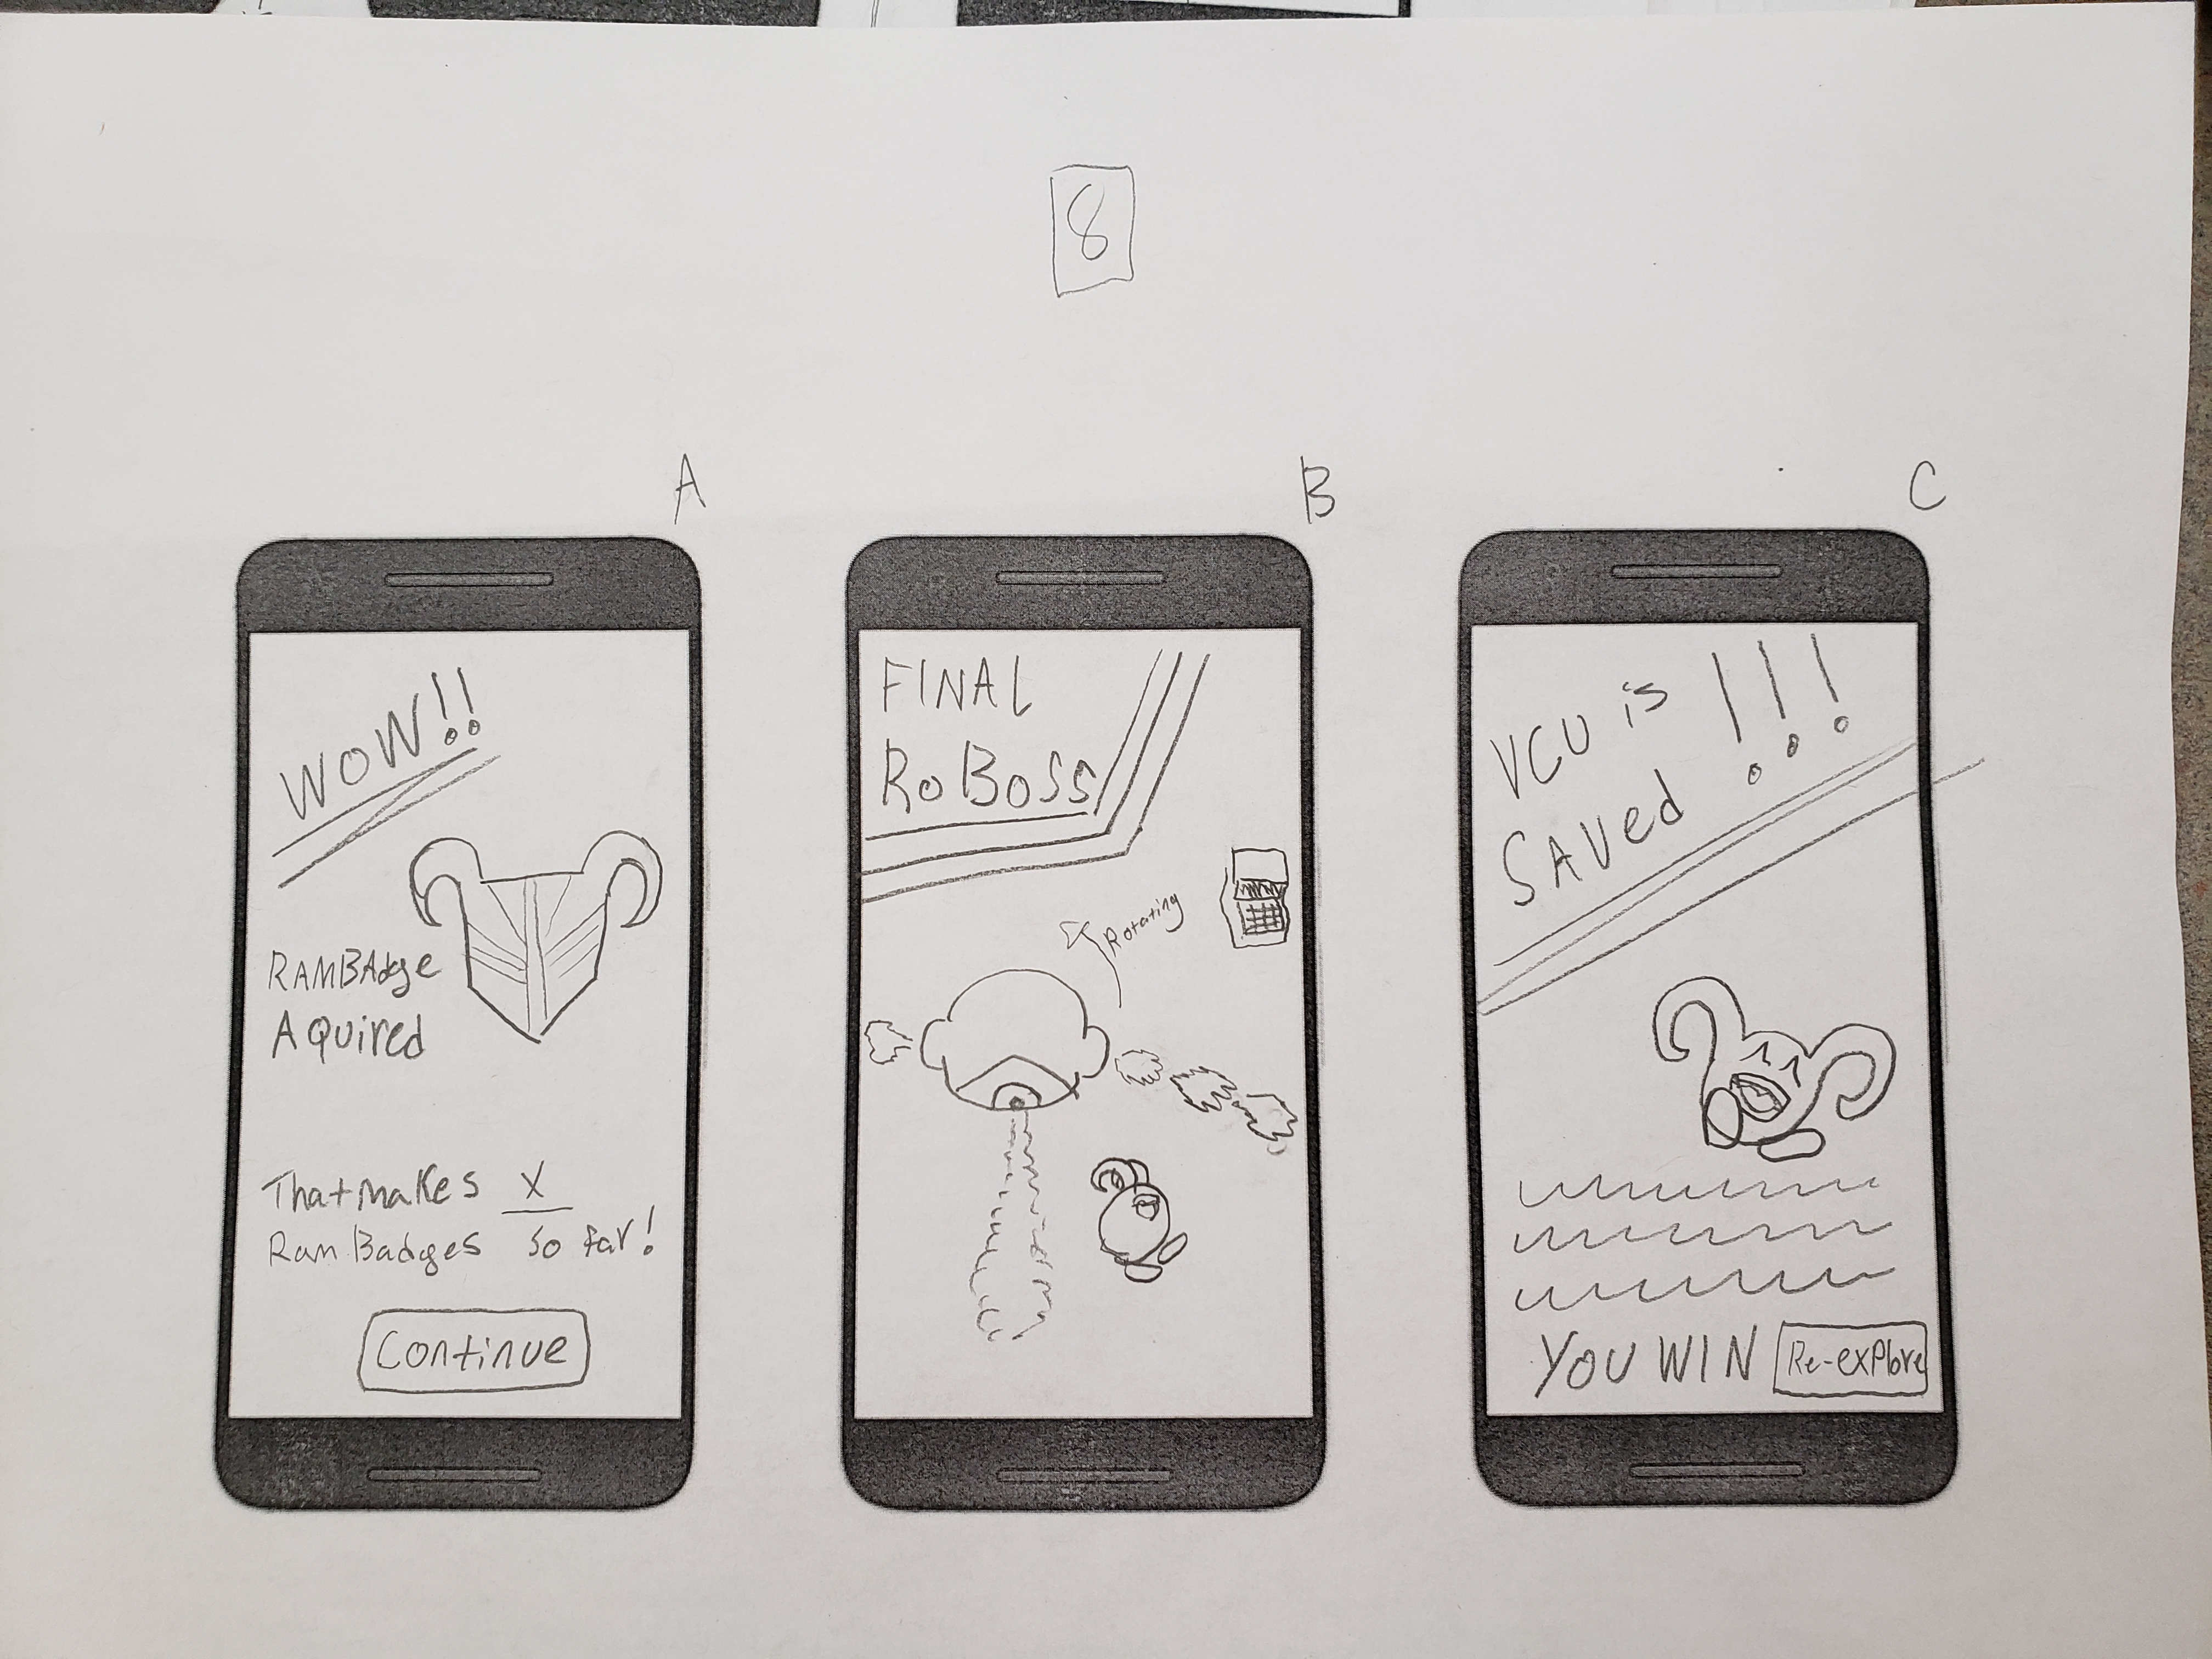 8
A
WOW!!
RAMBAdge
Aquired
That makes X
Ram Badges so far!
Continue
B
FINAL
RoBoss
Rotating
C
VCU is
SAVed !!!
YOU WIN
Re-explore